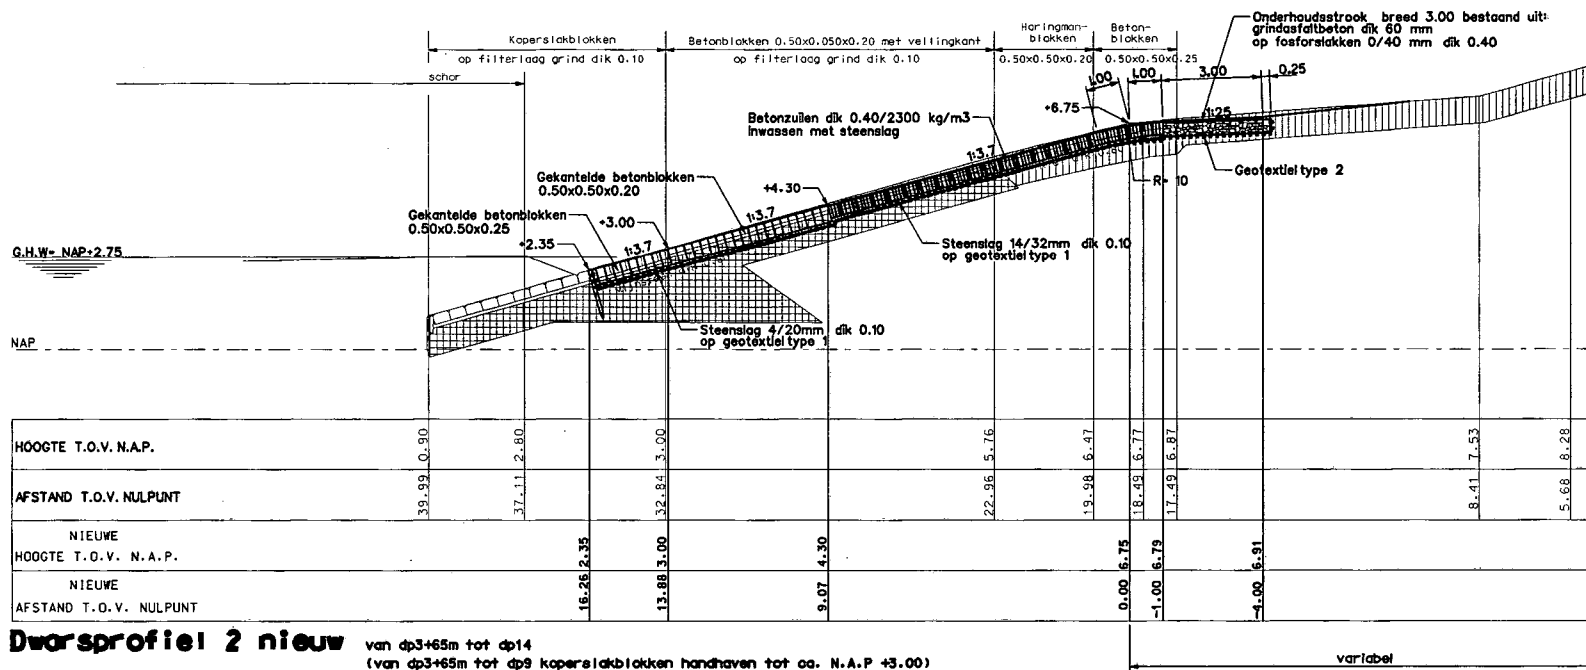 Onderhoudsstrook breed 3.00 bestaand uit:
grindasfaltbeton dik 60 mm
op fosforslakken 0/40 mm dik 0.40
Koperslakblokken
op filterlaag grind dik 0.10
Betonblokken 0.50x0.050x0.20 met vellingkant
op filterlaag grind dik 0.10
Haringman-
blokken
0.50x0.50x0.20
Beton-
blokken
0.50x0.50x0.25
schor
1.00
1.00
3.00
0.25
+6.75
1:25
Betonzuilen dik 0.40/2300 kg/m3
Inwassen met steenslag
1:3.7
Geotextiel type 2
R= 10
Gekantelde betonblokken
0.50x0.50x0.20
+4.30
1:3.7
Gekantelde betonblokken
0.50x0.50x0.25
+3.00
+2.35
1:3.7
Steenslag 14/32mm dik 0.10
op geotextiel type 1
G.H.W= NAP+2.75
Steenslag 4/20mm dik 0.10
op geotextiel type 1
NAP
HOOGTE T.O.V. N.A.P.
0.90 2.80 3.00 5.76 6.47 6.77 6.87 7.53 8.28
AFSTAND T.O.V. NULPUNT
39.99 37.11 32.84 22.96 19.98 18.49 17.49 8.41 5.68
NIEUWE
HOOGTE T.O.V. N.A.P.
2.35 3.00 4.30 6.75 6.79 6.91
NIEUWE
AFSTAND T.O.V. NULPUNT
16.26 13.88 9.07 0.00 -1.00 -4.00
Dwarsprofiel 2 nieuw van dp3+65m tot dp14
(van dp3+65m tot dp9 koperslakblokken handhaven tot ca. N.A.P +3.00)
variabel